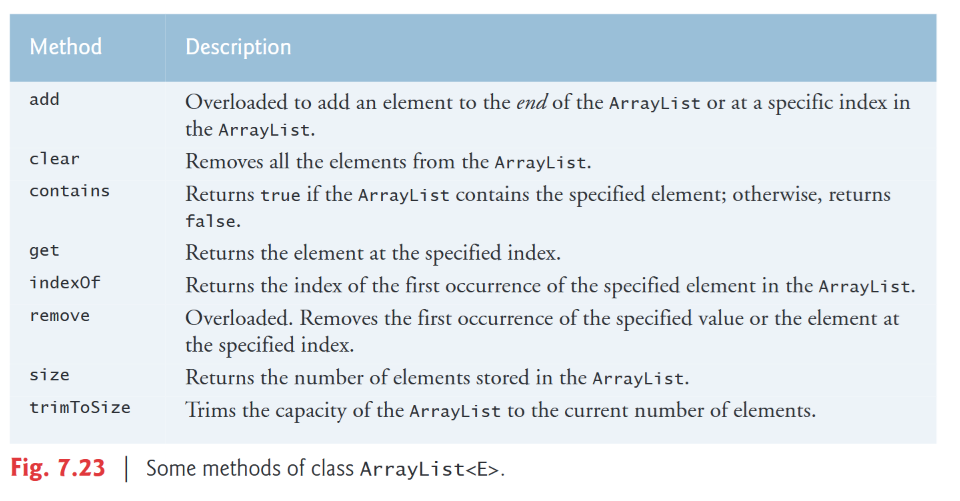 Method Description
add Overloaded to add an element to the end of the ArrayList or at a specific index in
the ArrayList.
clear Removes all the elements from the ArrayList.
contains Returns true if the ArrayList contains the specified element; otherwise, returns
false.
get Returns the element at the specified index.
indexOf Returns the index of the first occurrence of the specified element in the ArrayList.
remove Overloaded. Removes the first occurrence of the specified value or the element at
the specified index.
size Returns the number of elements stored in the ArrayList.
trimToSize Trims the capacity of the ArrayList to the current number of elements.
Fig. 7.23 | Some methods of class ArrayList<E>.